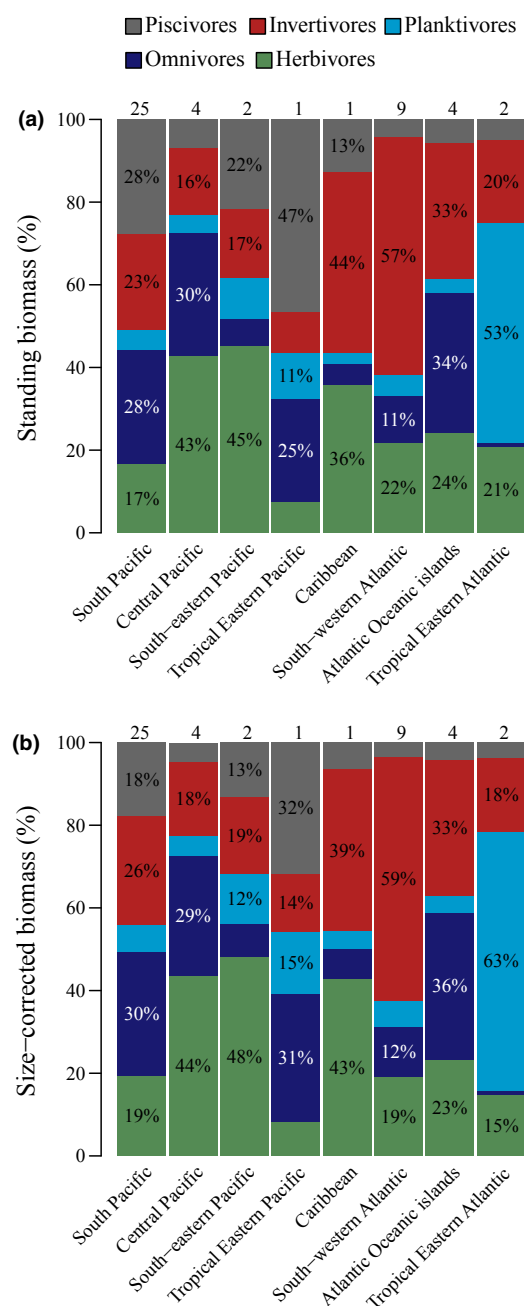 Piscivores Invertivores Planktivores
Omnivores Herbivores
(a)
25 4 2 1 1 9 4 2
Standing biomass (%)
100
80
60
40
20
0
28% 23% 28% 17%
16% 30% 43%
22% 17% 45%
47% 11% 25%
13% 44% 36%
57% 11% 22%
33% 34% 24%
20% 53% 21%
South Pacific
Central Pacific
South−eastern Pacific
Tropical Eastern Pacific
Caribbean
South−western Atlantic
Atlantic Oceanic islands
Tropical Eastern Atlantic
(b)
25 4 2 1 1 9 4 2
Size−corrected biomass (%)
100
80
60
40
20
0
18% 26% 30% 19%
18% 29% 44%
13% 19% 12% 48%
32% 14% 15% 31%
39% 43%
59% 12% 19%
33% 36% 23%
18% 63% 15%
South Pacific
Central Pacific
South−eastern Pacific
Tropical Eastern Pacific
Caribbean
South−western Atlantic
Atlantic Oceanic islands
Tropical Eastern Atlantic